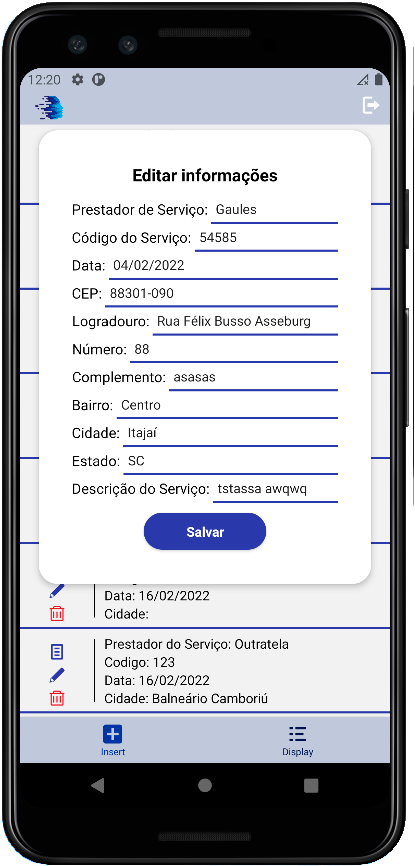 12:20
Editar informações
Prestador de Serviço: Gaules
Código do Serviço: 54585
Data: 04/02/2022
CEP: 88301-090
Logradouro: Rua Félix Busso Asseburg
Número: 88
Complemento: asasas
Bairro: Centro
Cidade: Itajaí
Estado: SC
Descrição do Serviço: tstassa awqwq
Salvar
Data: 16/02/2022
Cidade:
Prestador do Serviço: Outratela
Codigo: 123
Data: 16/02/2022
Cidade: Balneário Camboriú
Insert
Display